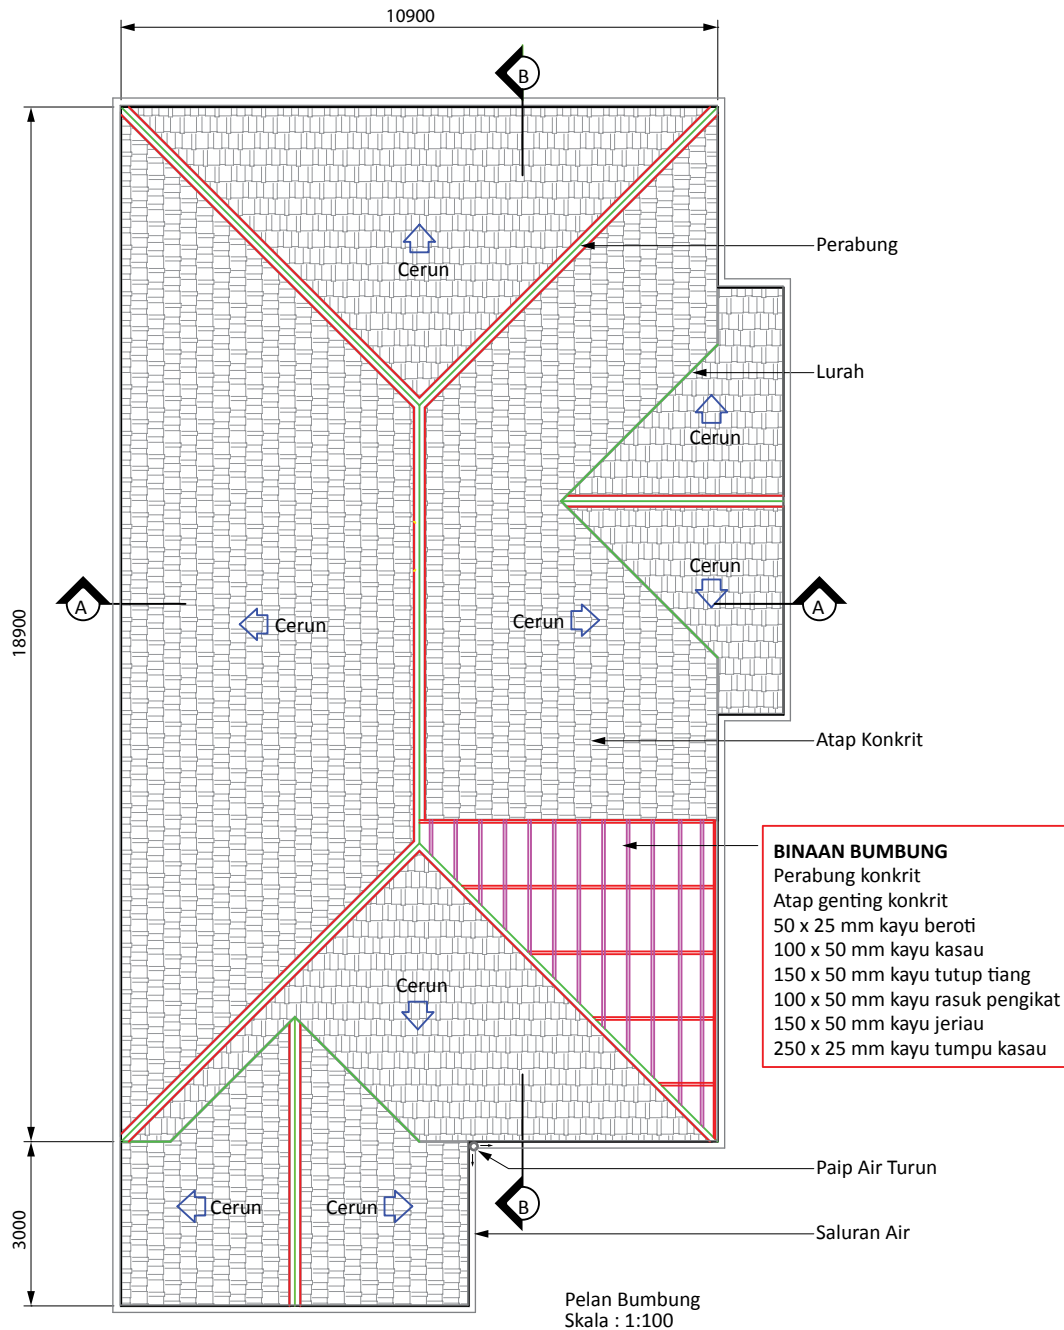 10900
B
Perabung
Cerun
Lurah
Cerun
Cerun
A
A
18900
Cerun
Cerun
Atap Konkrit
BINAAN BUMBUNG
Perabung konkrit
Atap genting konkrit
50 x 25 mm kayu beroti
100 x 50 mm kayu kasau
150 x 50 mm kayu tutup tiang
100 x 50 mm kayu rasuk pengikat
150 x 50 mm kayu jeriau
250 x 25 mm kayu tumpu kasau
Cerun
Paip Air Turun
3000
Cerun
Cerun
B
Saluran Air
Pelan Bumbung
Skala : 1:100